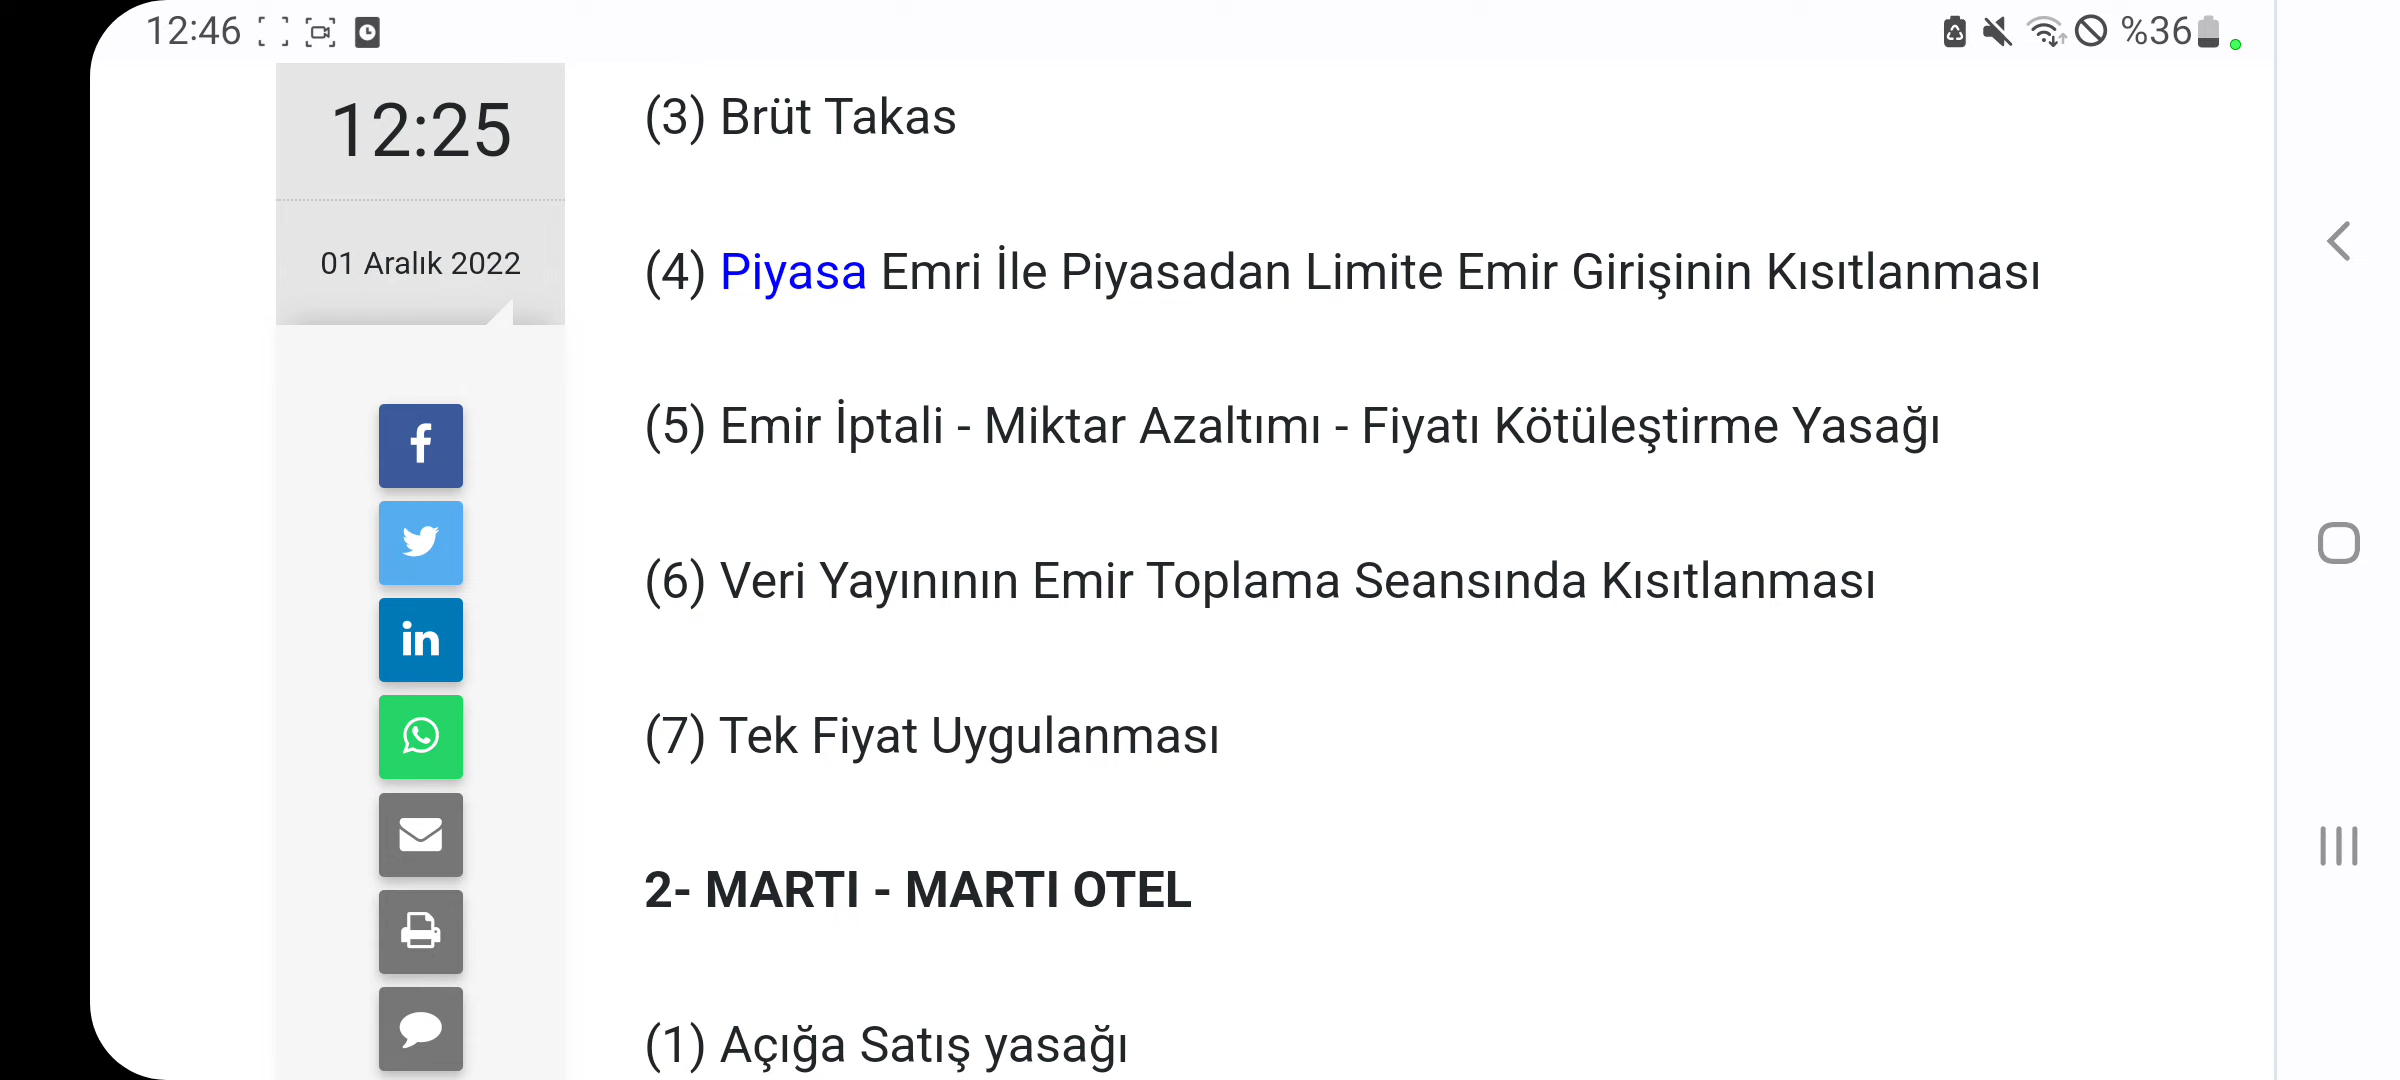 12:46
%36
12:25
01 Aralık 2022
(3) Brüt Takas
(4) Piyasa Emri İle Piyasadan Limite Emir Girişinin Kısıtlanması
(5) Emir İptali - Miktar Azaltımı - Fiyatı Kötüleştirme Yasağı
(6) Veri Yayınının Emir Toplama Seansında Kısıtlanması
(7) Tek Fiyat Uygulanması
2- MARTI - MARTI OTEL
(1) Açığa Satış yasağı